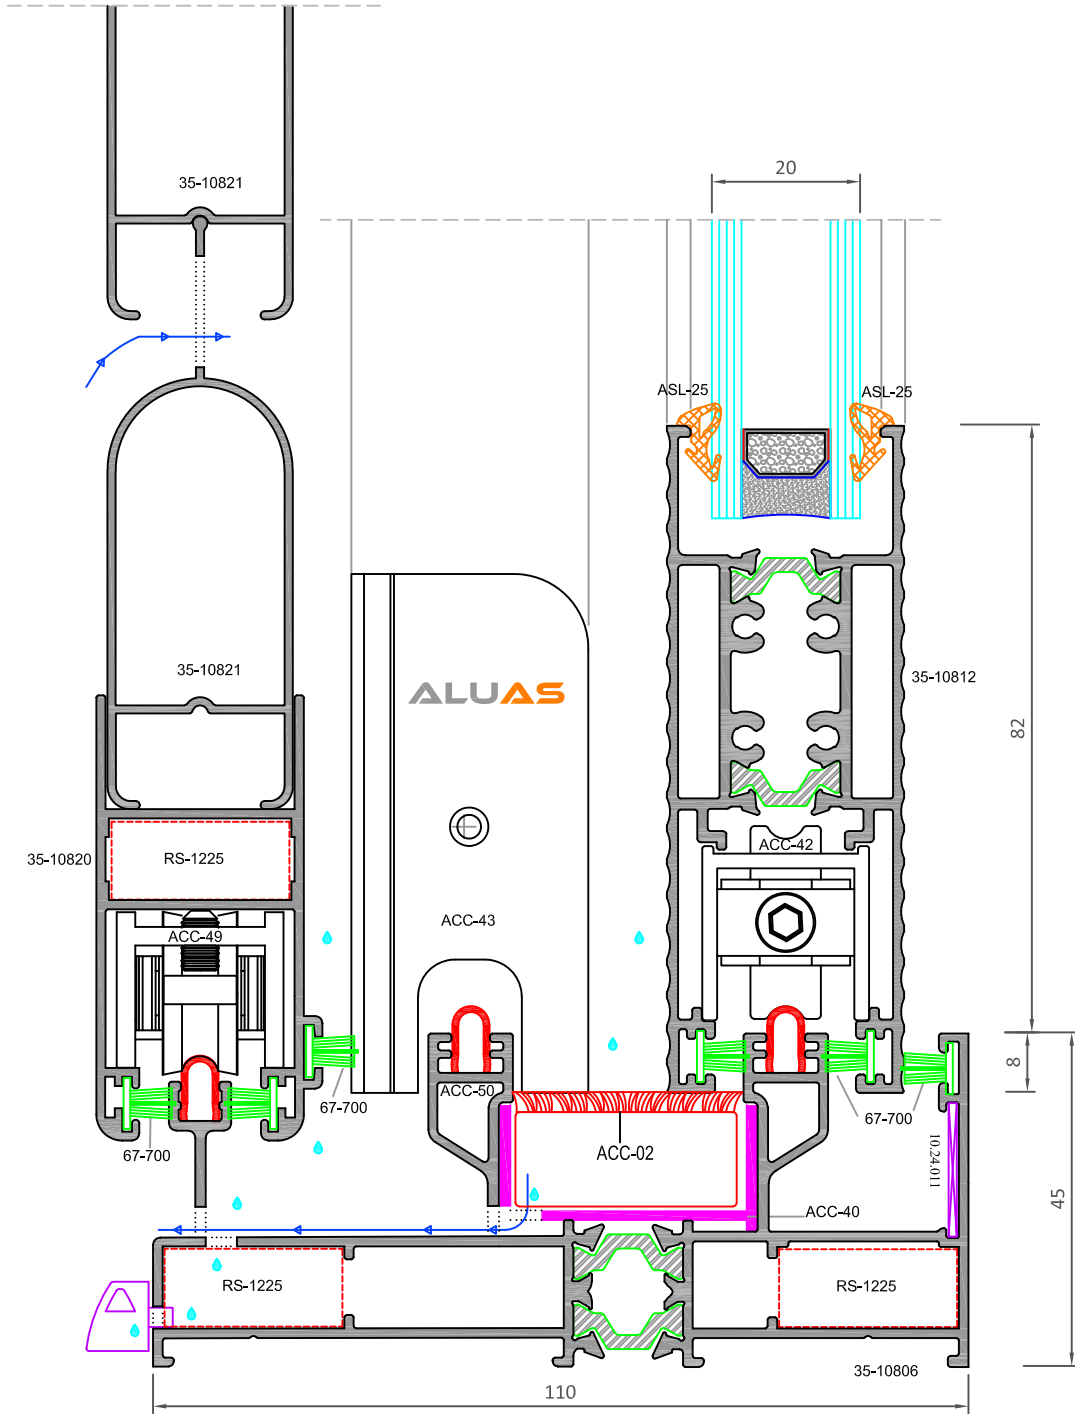 20
35-10821
ASL-25
ASL-25
35-10821
35-10812
ALUAS
82
ACC-42
35-10820
RS-1225
ACC-43
ACC-49
8
ACC-50
67-700
67-700
67-700
ACC-02
10.24.011
45
ACC-40
RS-1225
RS-1225
35-10806
110